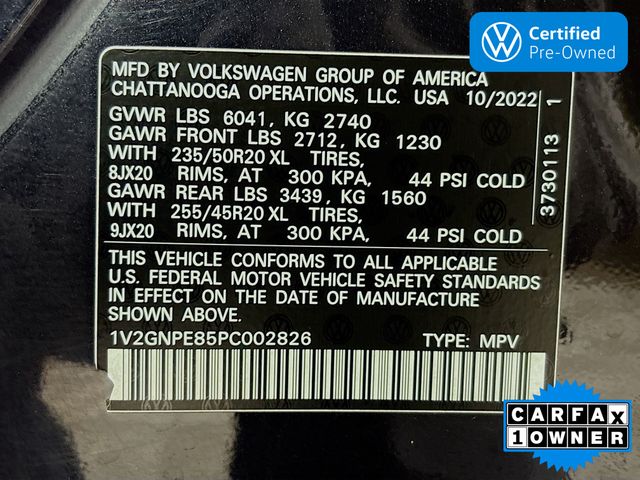 Certified
Pre-Owned
MFD BY VOLKSWAGEN GROUP OF AMERICA
CHATTANOOGA OPERATIONS, LLC. USA 10/2022
GVWR LBS 6041, KG 2740
GAWR FRONT LBS 2712, KG 1230
WITH 235/50R20 XL TIRES,
8JX20 RIMS, AT 300 KPA, 44 PSI COLD
GAWR REAR LBS 3439, KG 1560
WITH 255/45R20 XL TIRES,
9JX20 RIMS, AT 300 KPA, 44 PSI COLD
3730113 1
THIS VEHICLE CONFORMS TO ALL APPLICABLE
U.S. FEDERAL MOTOR VEHICLE SAFETY STANDARDS
IN EFFECT ON THE DATE OF MANUFACTURE
SHOWN ABOVE.
1V2GNPE85PC002826 TYPE: MPV
CARFAX
1 OWNER